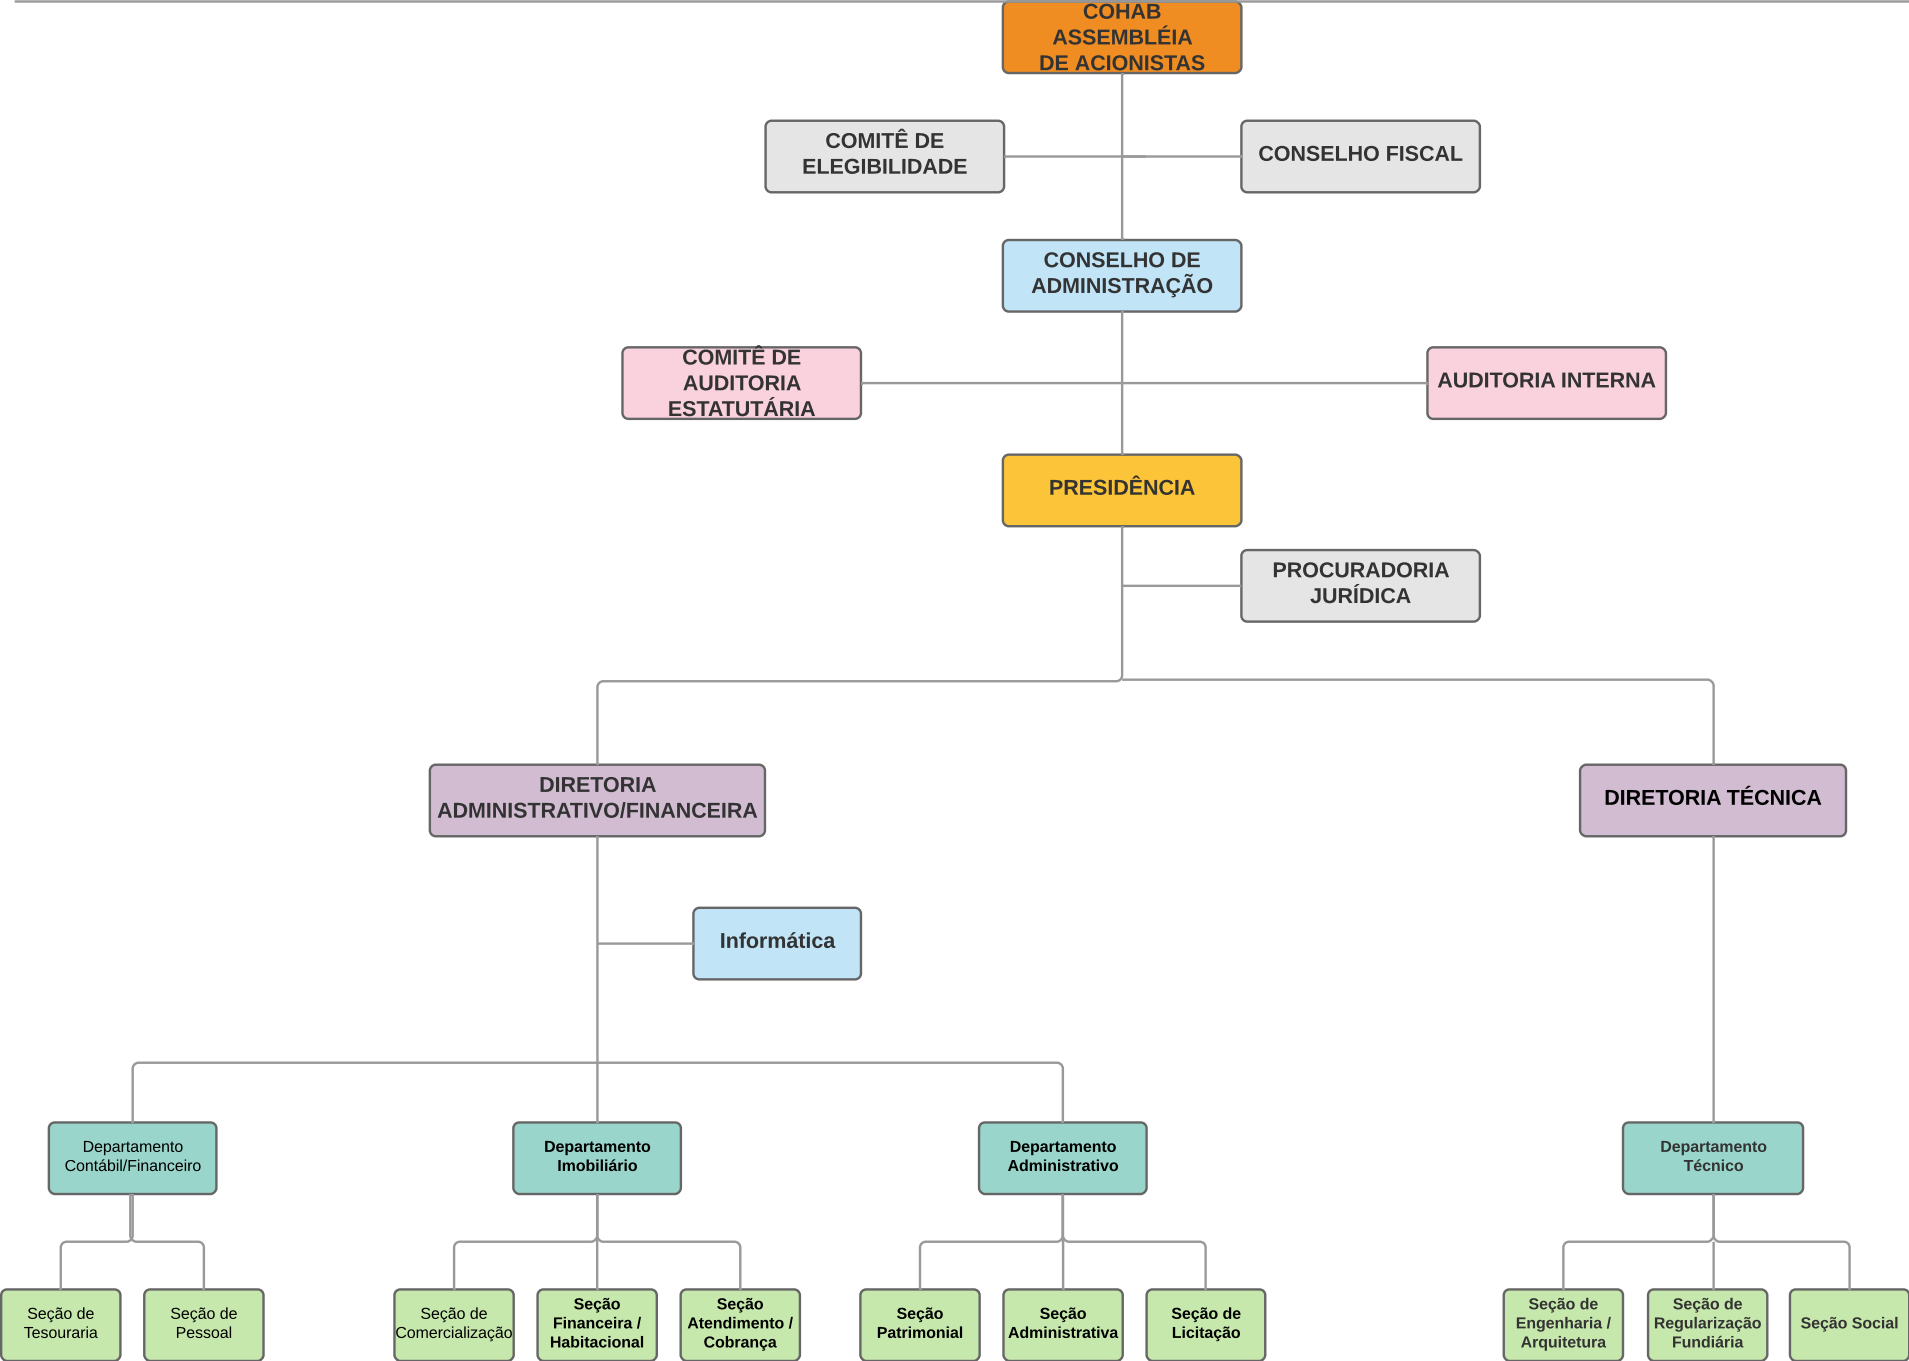 COHAB
ASSEMBLÉIA
DE ACIONISTAS
COMITÊ DE
ELEGIBILIDADE
CONSELHO FISCAL
CONSELHO DE
ADMINISTRAÇÃO
COMITÊ DE
AUDITORIA
ESTATUTÁRIA
AUDITORIA INTERNA
PRESIDÊNCIA
PROCURADORIA
JURÍDICA
DIRETORIA
ADMINISTRATIVO/FINANCEIRA
DIRETORIA TÉCNICA
Informática
Departamento
Contábil/Financeiro
Departamento
Imobiliário
Departamento
Administrativo
Departamento
Técnico
Seção de
Tesouraria
Seção de
Pessoal
Seção de
Comercialização
Seção
Financeira /
Habitacional
Seção
Atendimento /
Cobrança
Seção
Patrimonial
Seção
Administrativa
Seção de
Licitação
Seção de
Engenharia /
Arquitetura
Seção de
Regularização
Fundiária
Seção Social